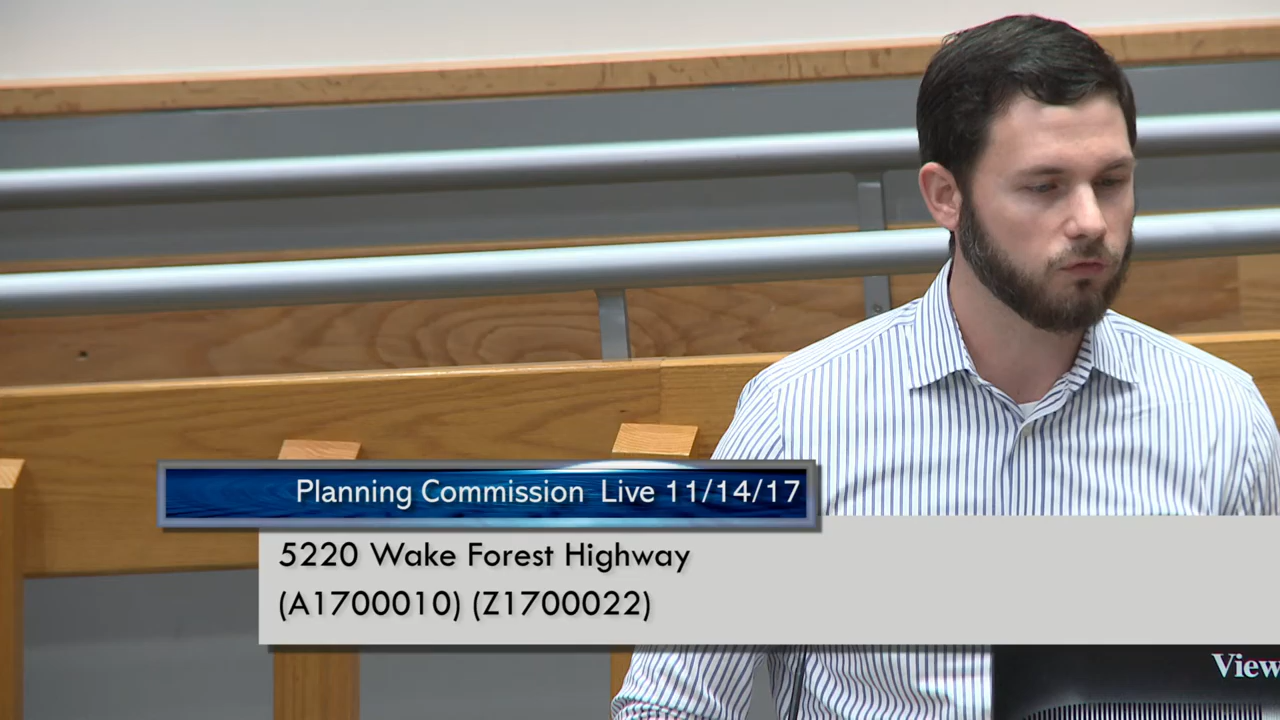 Planning Commission Live 11/14/17
5220 Wake Forest Highway
(A1700010) (Z1700022)
View